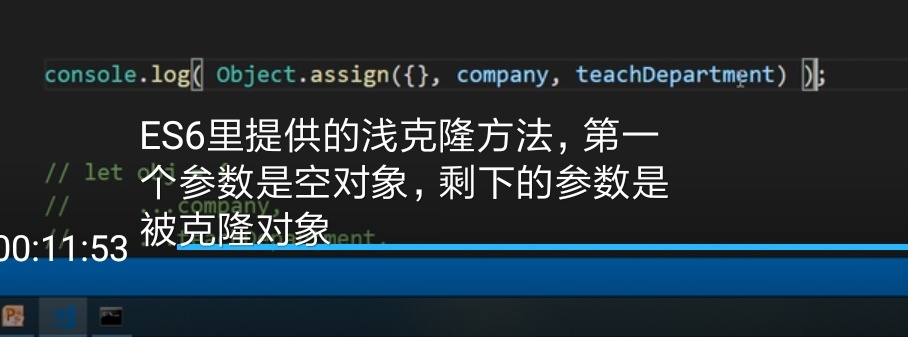 console.log( Object.assign({}, company, teachDepartment) );
ES6里提供的浅克隆方法，第一
个参数是空对象，剩下的参数是
被克隆对象
// let obj
// ...company,
//
00:11:53